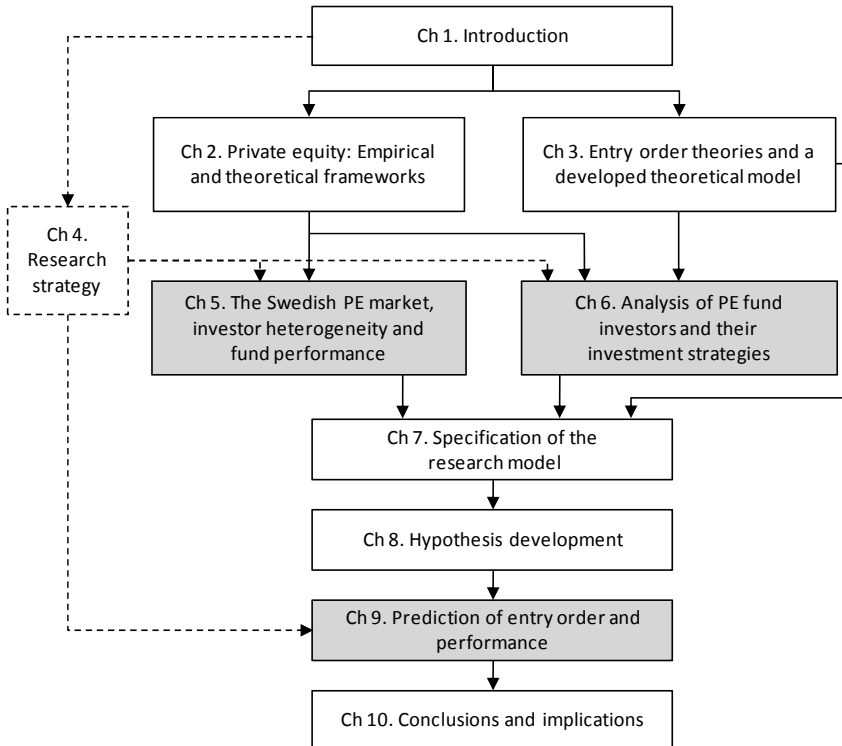 Ch 1. Introduction
Ch 2. Private equity: Empirical
and theoretical frameworks
Ch 3. Entry order theories and a
developed theoretical model
Ch 4.
Research
strategy
Ch 5. The Swedish PE market,
investor heterogeneity and
fund performance
Ch 6. Analysis of PE fund
investors and their
investment strategies
Ch 7. Specification of the
research model
Ch 8. Hypothesis development
Ch 9. Prediction of entry order and
performance
Ch 10. Conclusions and implications